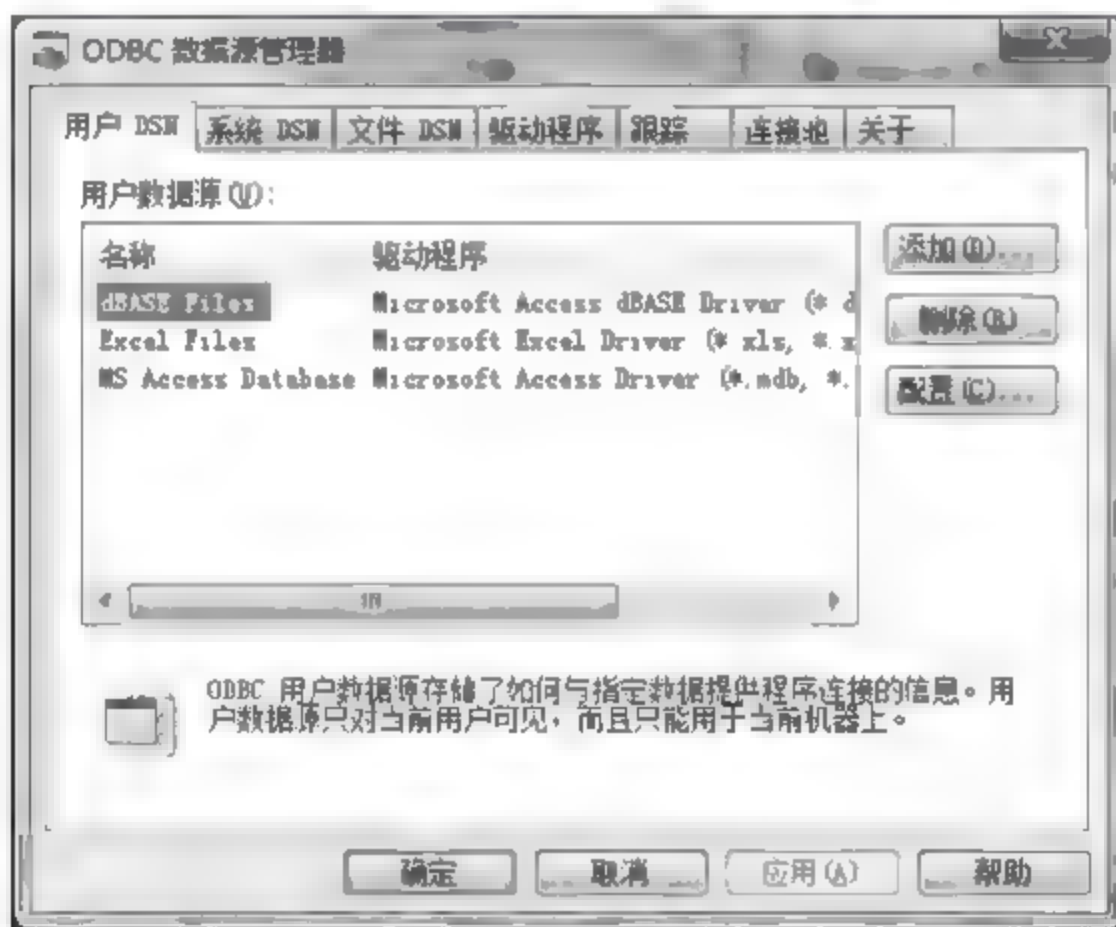 ODBC 数据源管理器
用户 DSN 系统 DSN 文件 DSN 驱动程序 跟踪 连接池 关于
用户数据源(U):
名称 驱动程序
dBASE Files Microsoft Access dBASE Driver (*.d
Excel Files Microsoft Excel Driver (*.xls, *.x
MS Access Database Microsoft Access Driver (*.mdb, *.
添加(D)...
删除(R)
配置(C)...
ODBC 用户数据源存储了如何与指定数据提供程序连接的信息。用
户数据源只对当前用户可见，而且只能用于当前机器上。
确定 取消 应用(A) 帮助